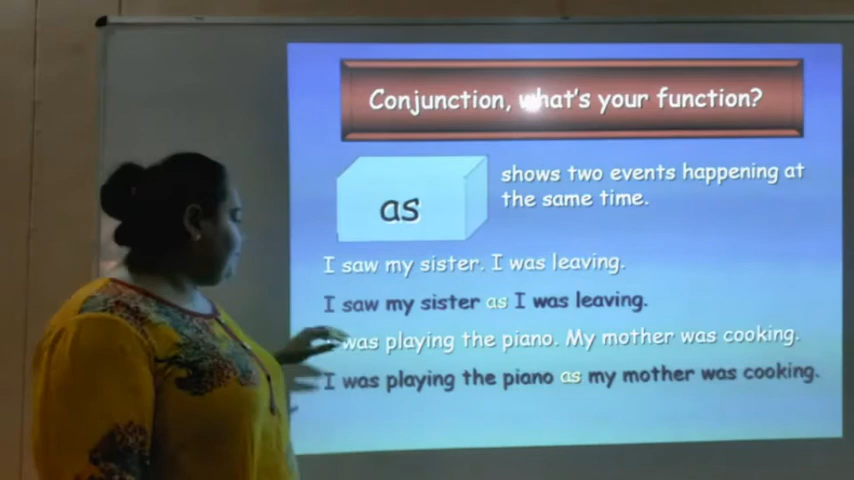 Conjunction, what's your function?
as
shows two events happening at
the same time.
I saw my sister. I was leaving.
I saw my sister as I was leaving.
was playing the piano. My mother was cooking.
I was playing the piano as my mother was cooking.